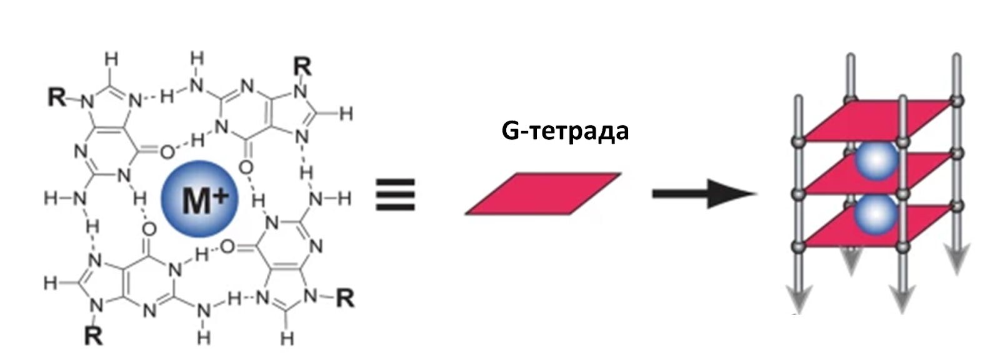 H H R
N N N
R N N H
H
N
H N G-тетрада
N O
O H
N
H N H M⁺ H N H
H O N
O N
N H
N
H
H N N R
N N N
R H H